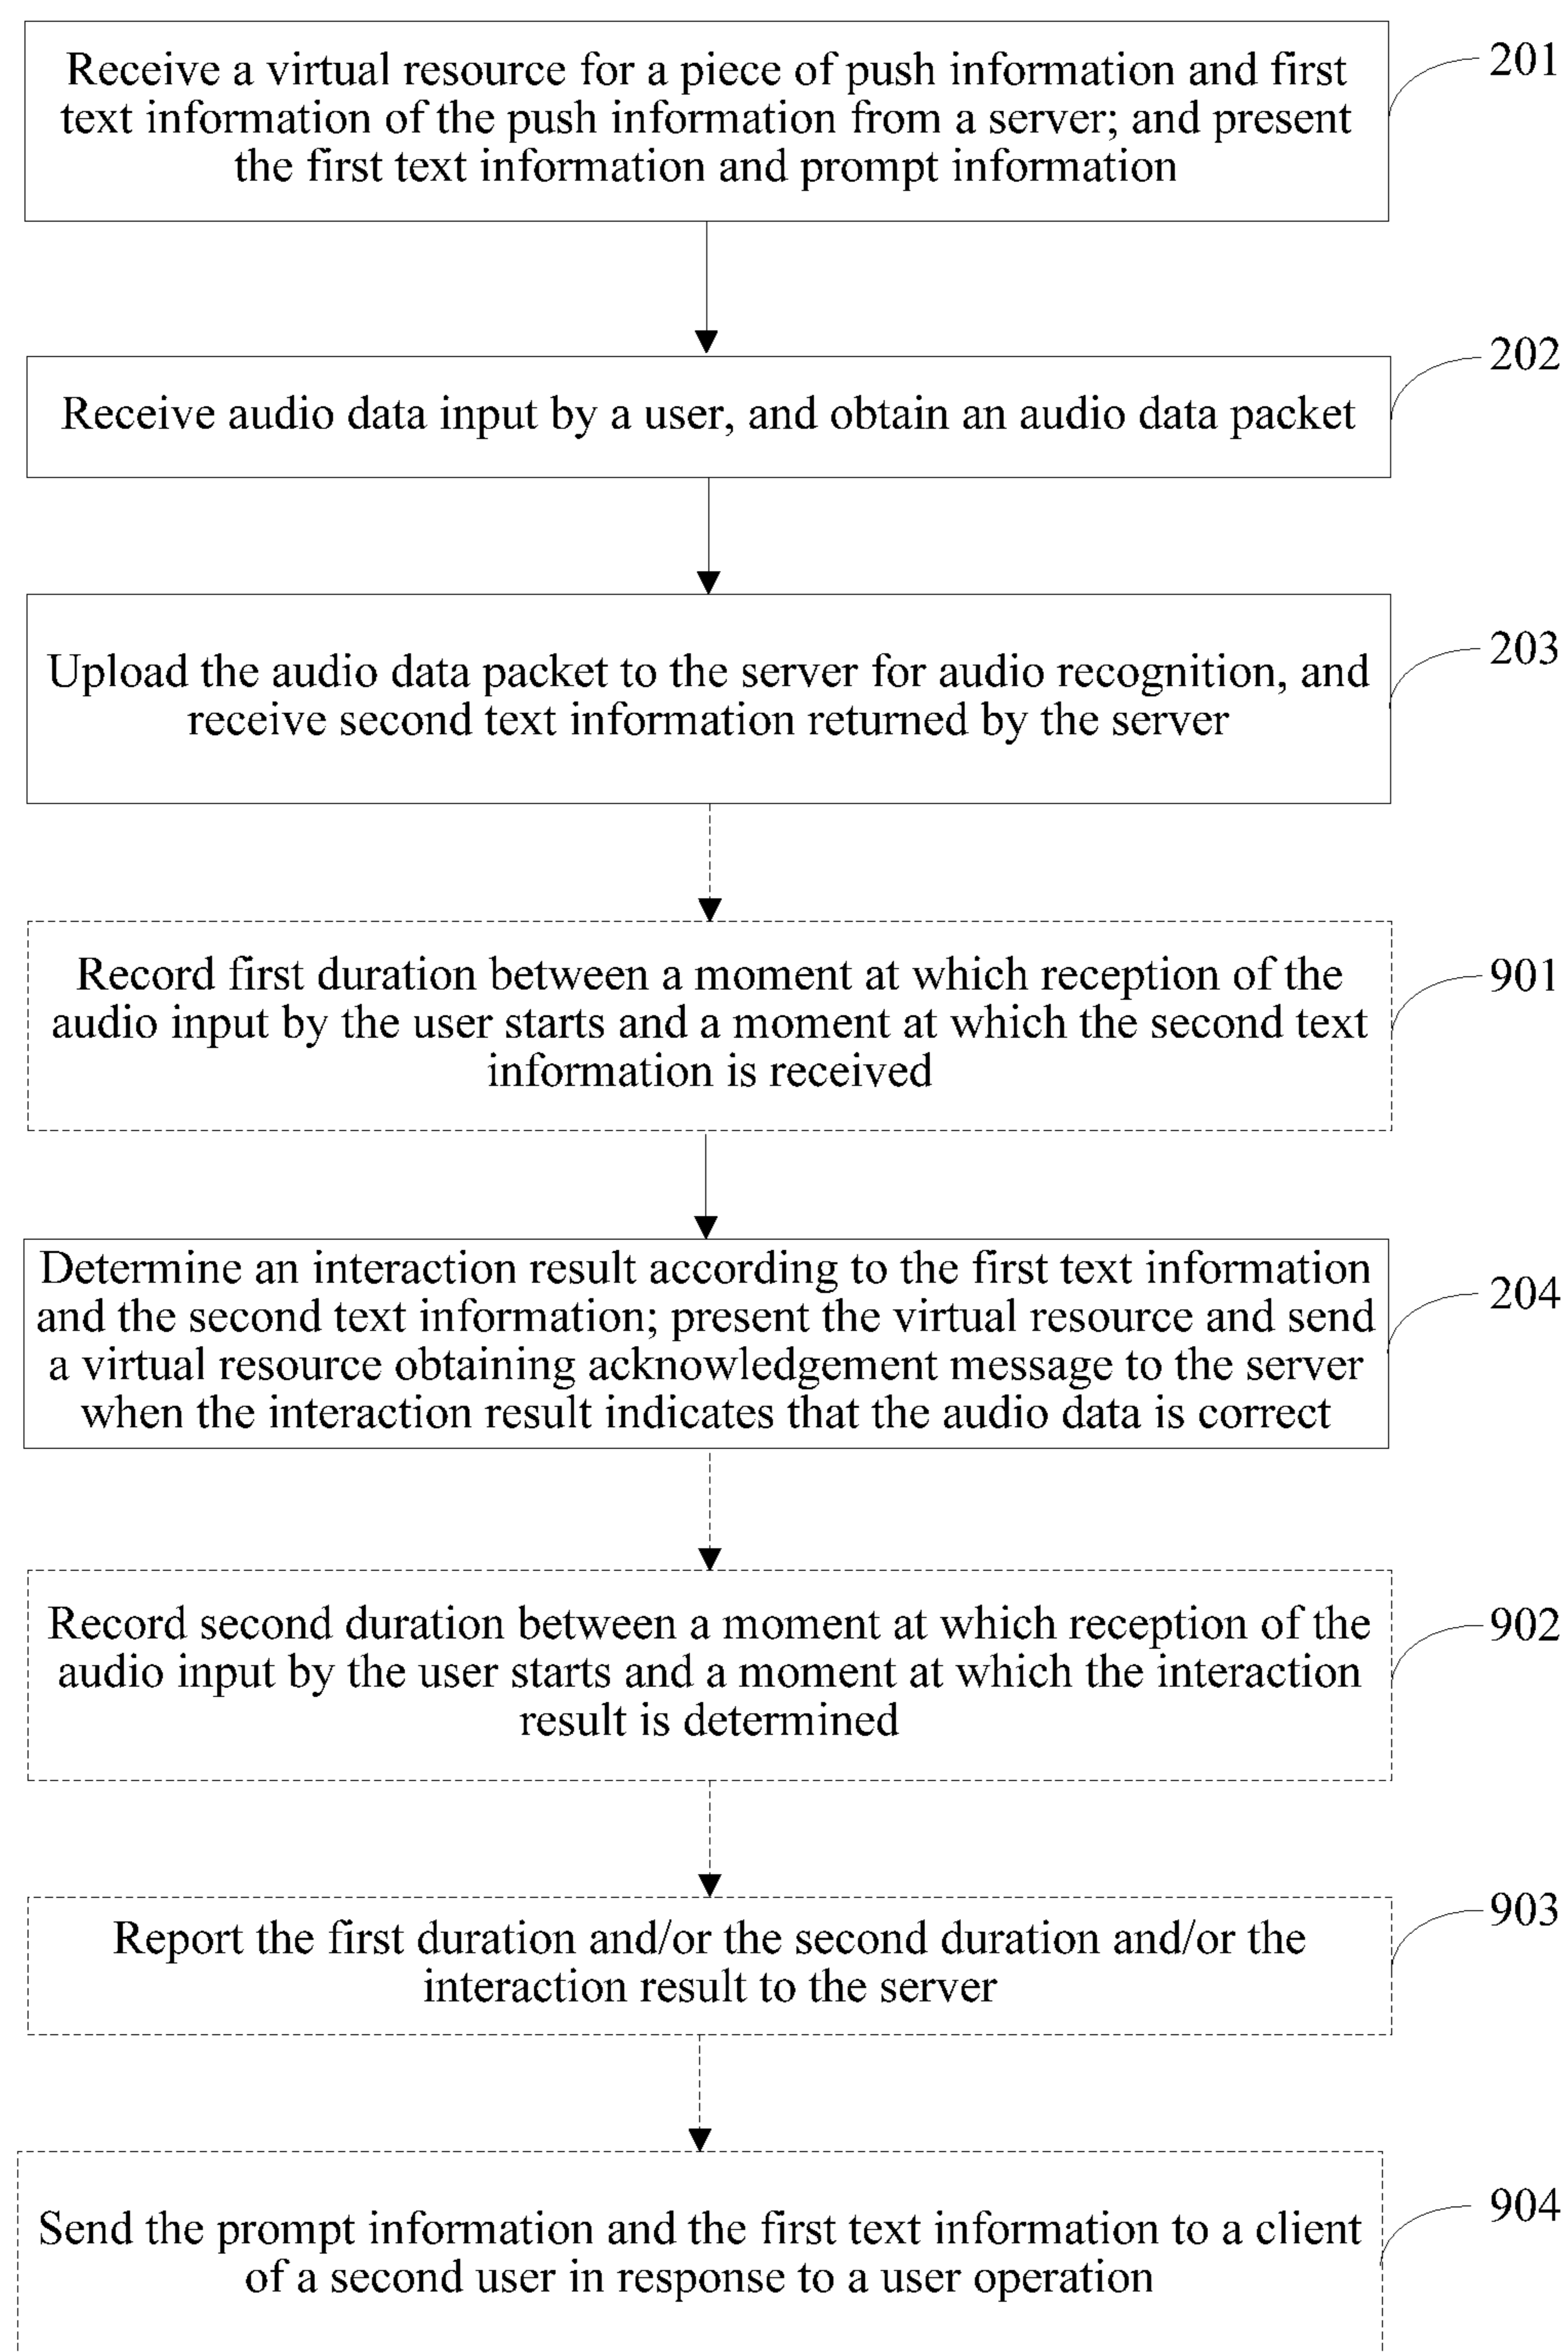 Receive a virtual resource for a piece of push information and first
text information of the push information from a server; and present
the first text information and prompt information
201
Receive audio data input by a user, and obtain an audio data packet
202
Upload the audio data packet to the server for audio recognition, and
receive second text information returned by the server
203
Record first duration between a moment at which reception of the
audio input by the user starts and a moment at which the second text
information is received
901
Determine an interaction result according to the first text information
and the second text information; present the virtual resource and send
a virtual resource obtaining acknowledgement message to the server
when the interaction result indicates that the audio data is correct
204
Record second duration between a moment at which reception of the
audio input by the user starts and a moment at which the interaction
result is determined
902
Report the first duration and/or the second duration and/or the
interaction result to the server
903
Send the prompt information and the first text information to a client
of a second user in response to a user operation
904